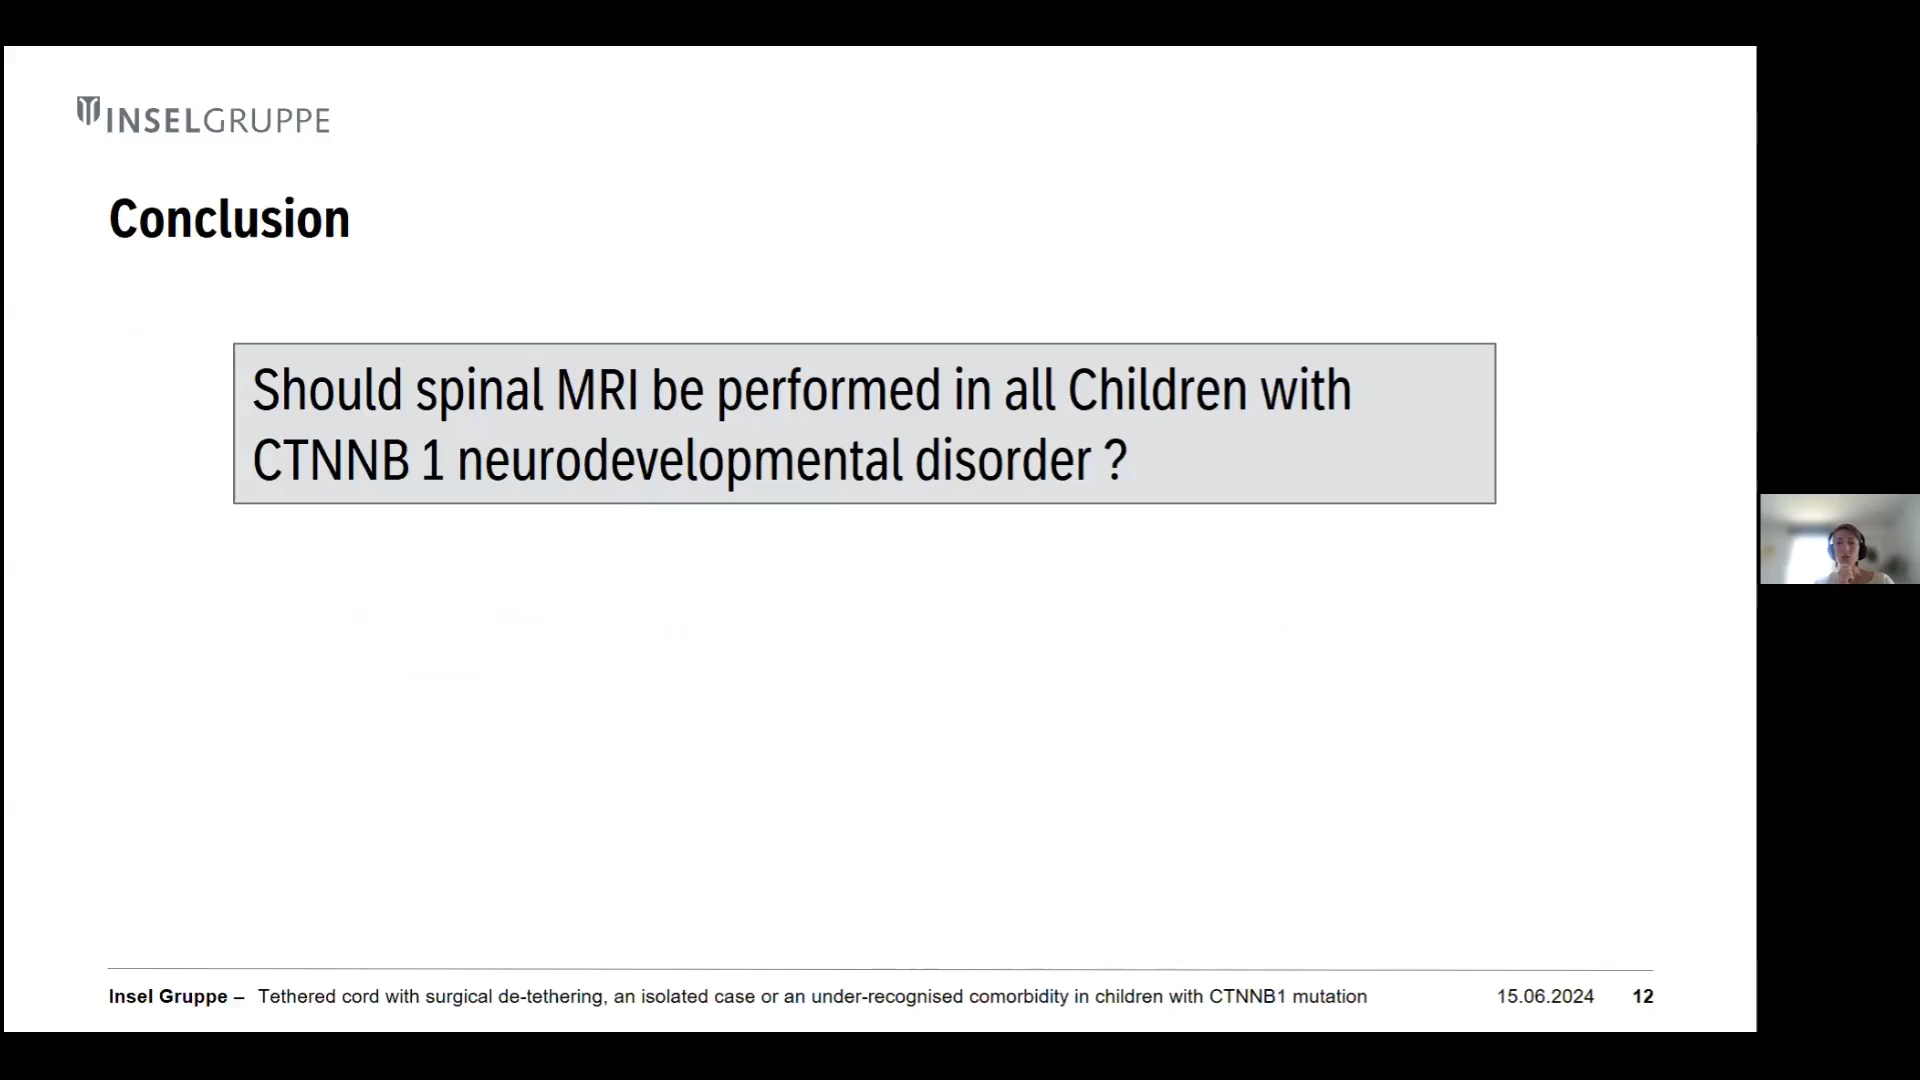 INSELGRUPPE
Conclusion
Should spinal MRI be performed in all Children with
CTNNB 1 neurodevelopmental disorder ?
Insel Gruppe – Tethered cord with surgical de-tethering, an isolated case or an under-recognised comorbidity in children with CTNNB1 mutation 15.06.2024 12